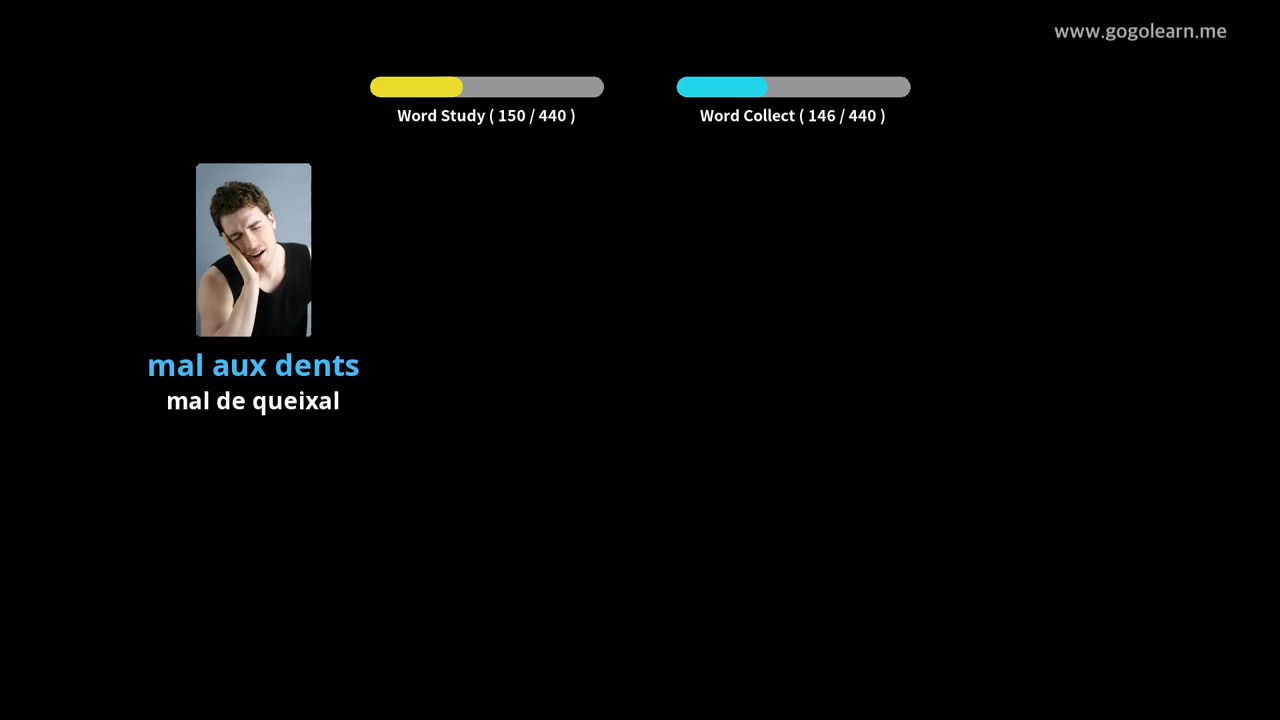 www.gogolearn.me
Word Study ( 150 / 440 )
Word Collect ( 146 / 440 )
mal aux dents
mal de queixal